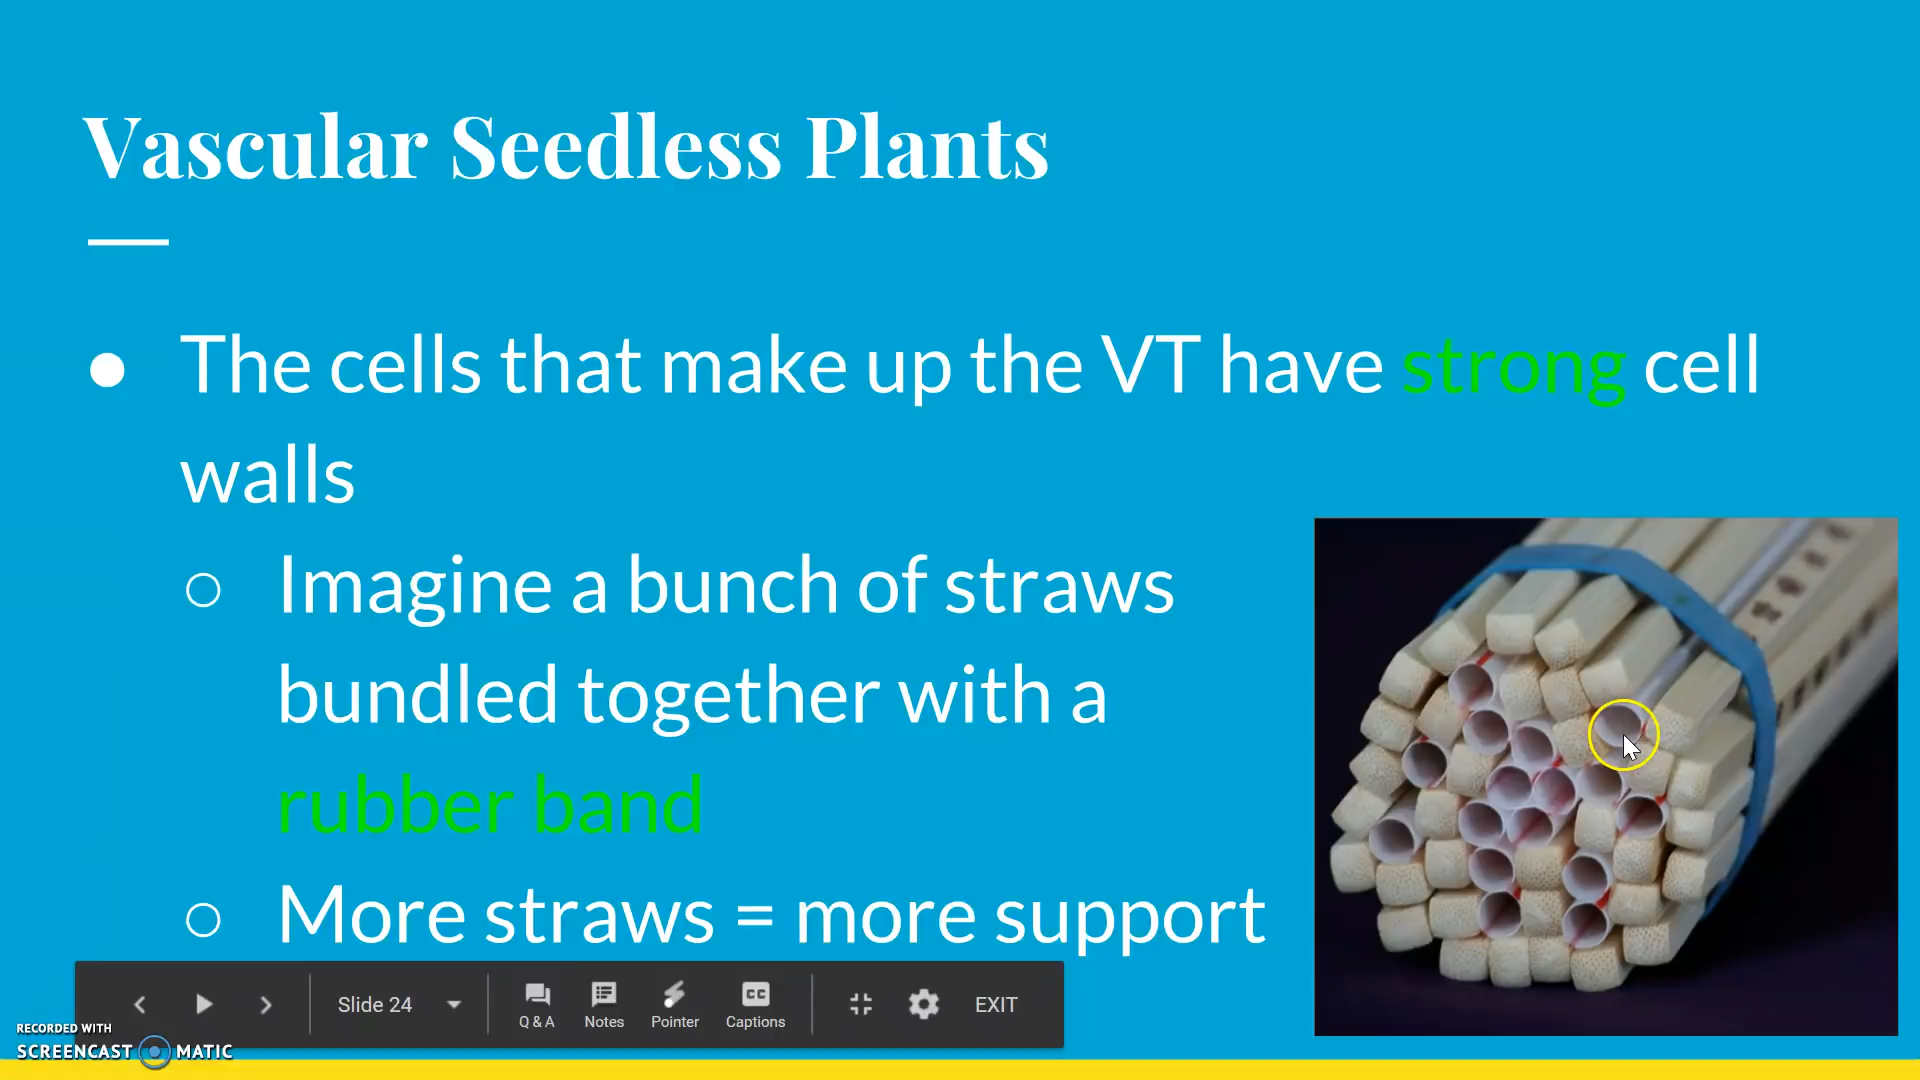 Vascular Seedless Plants
● The cells that make up the VT have strong cell
walls
○ Imagine a bunch of straws
bundled together with a
rubber band
○ More straws = more support
Slide 24
Q & A
Notes
CC
Pointer
Captions
EXIT
RECORDED WITH
SCREENCAST MATIC